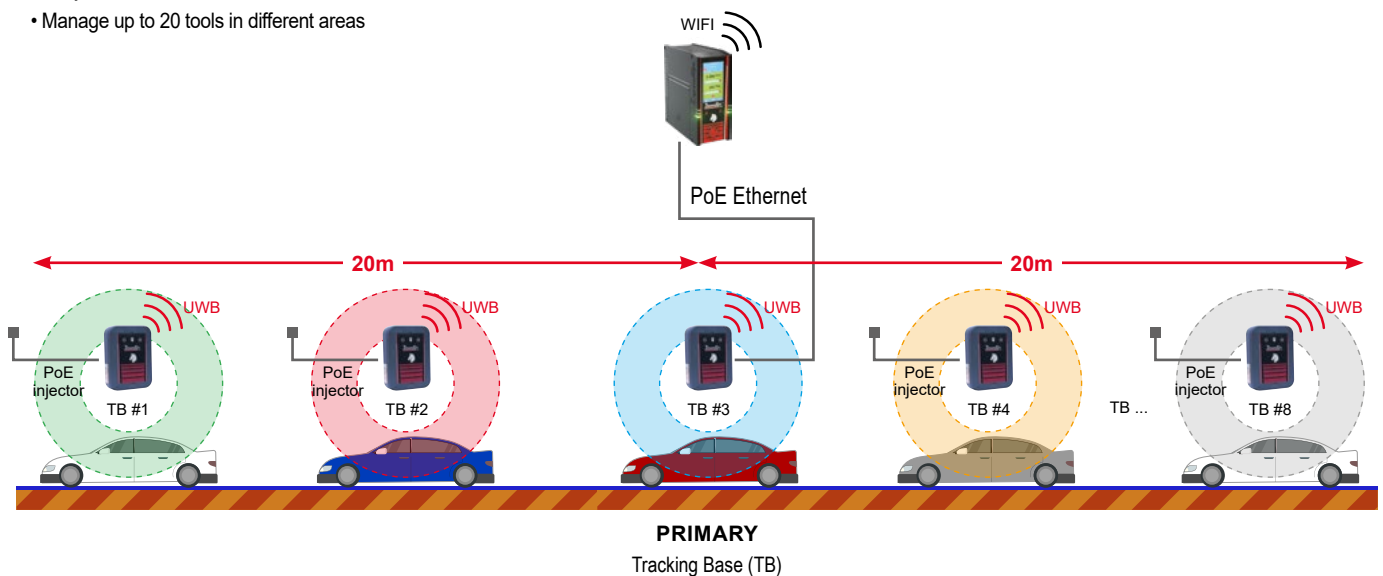 • Manage up to 20 tools in different areas
WIFI
PoE Ethernet
20m
20m
UWB
UWB
UWB
UWB
UWB
PoE
injector
PoE
injector
PoE
injector
PoE
injector
TB #1
TB #2
TB #3
TB #4
TB ...
TB #8
PRIMARY
Tracking Base (TB)